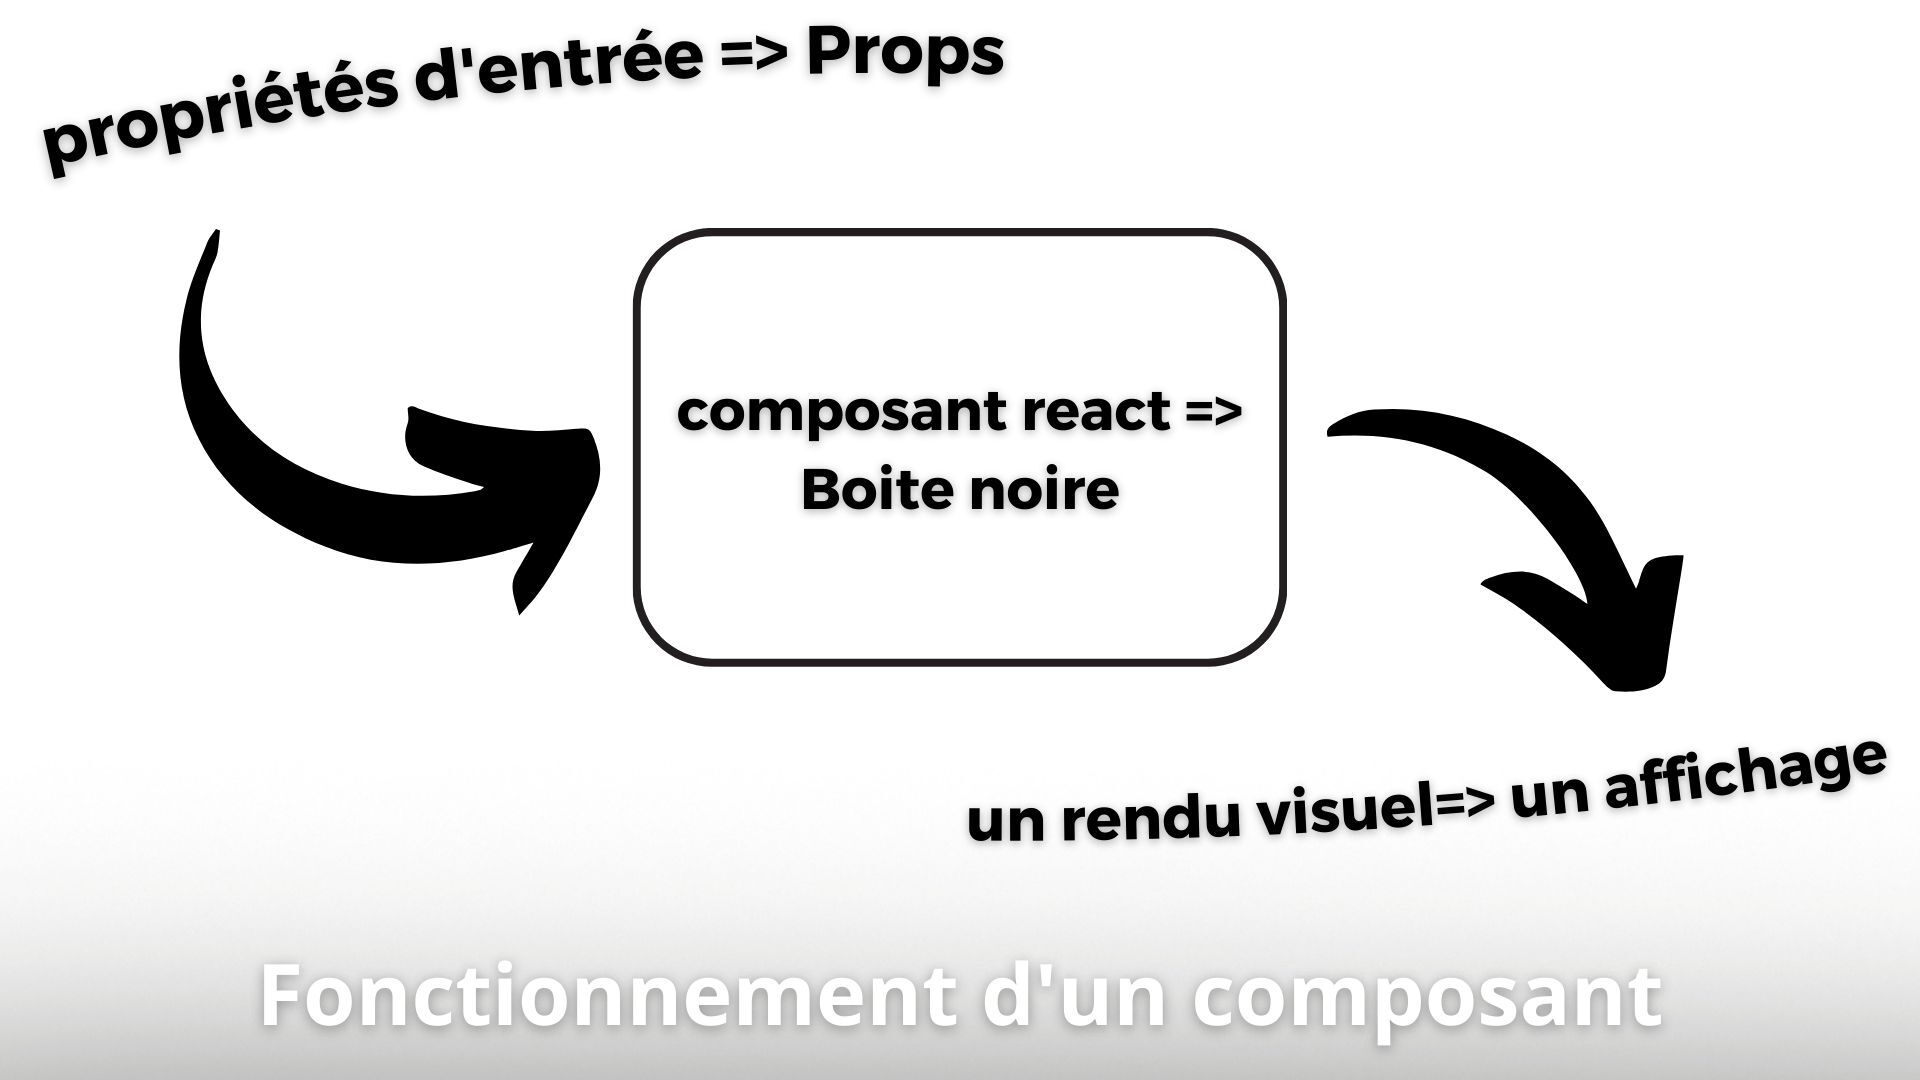 propriétés d'entrée => Props
composant react =>
Boite noire
un rendu visuel=> un affichage
Fonctionnement d'un composant